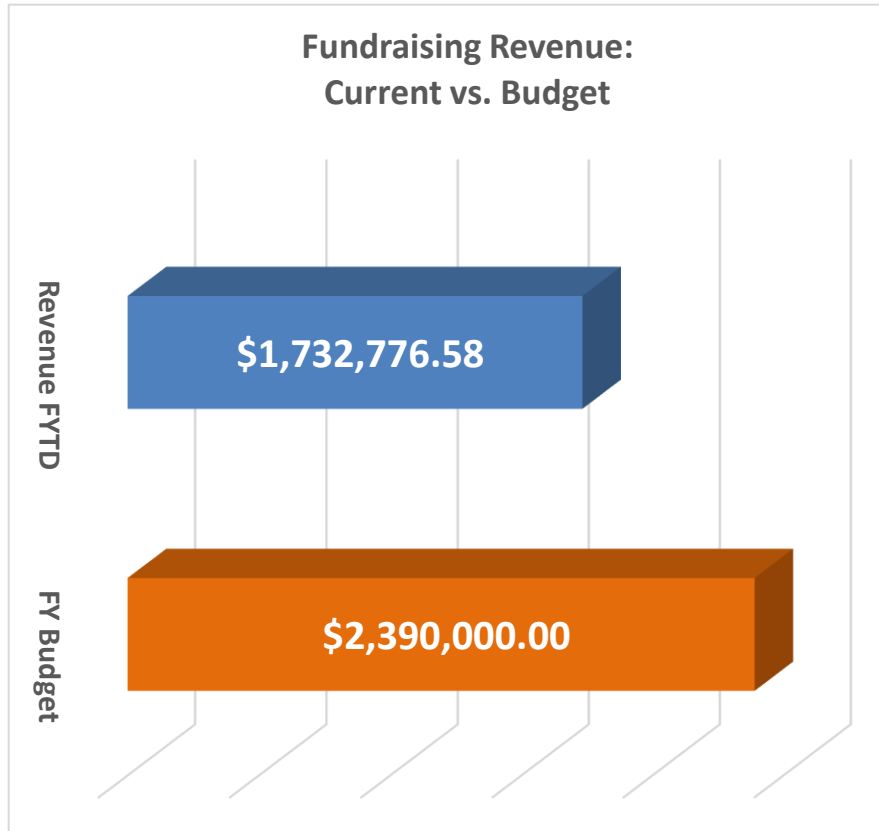 Fundraising Revenue:
Current vs. Budget
Revenue FYTD
$1,732,776.58
FY Budget
$2,390,000.00